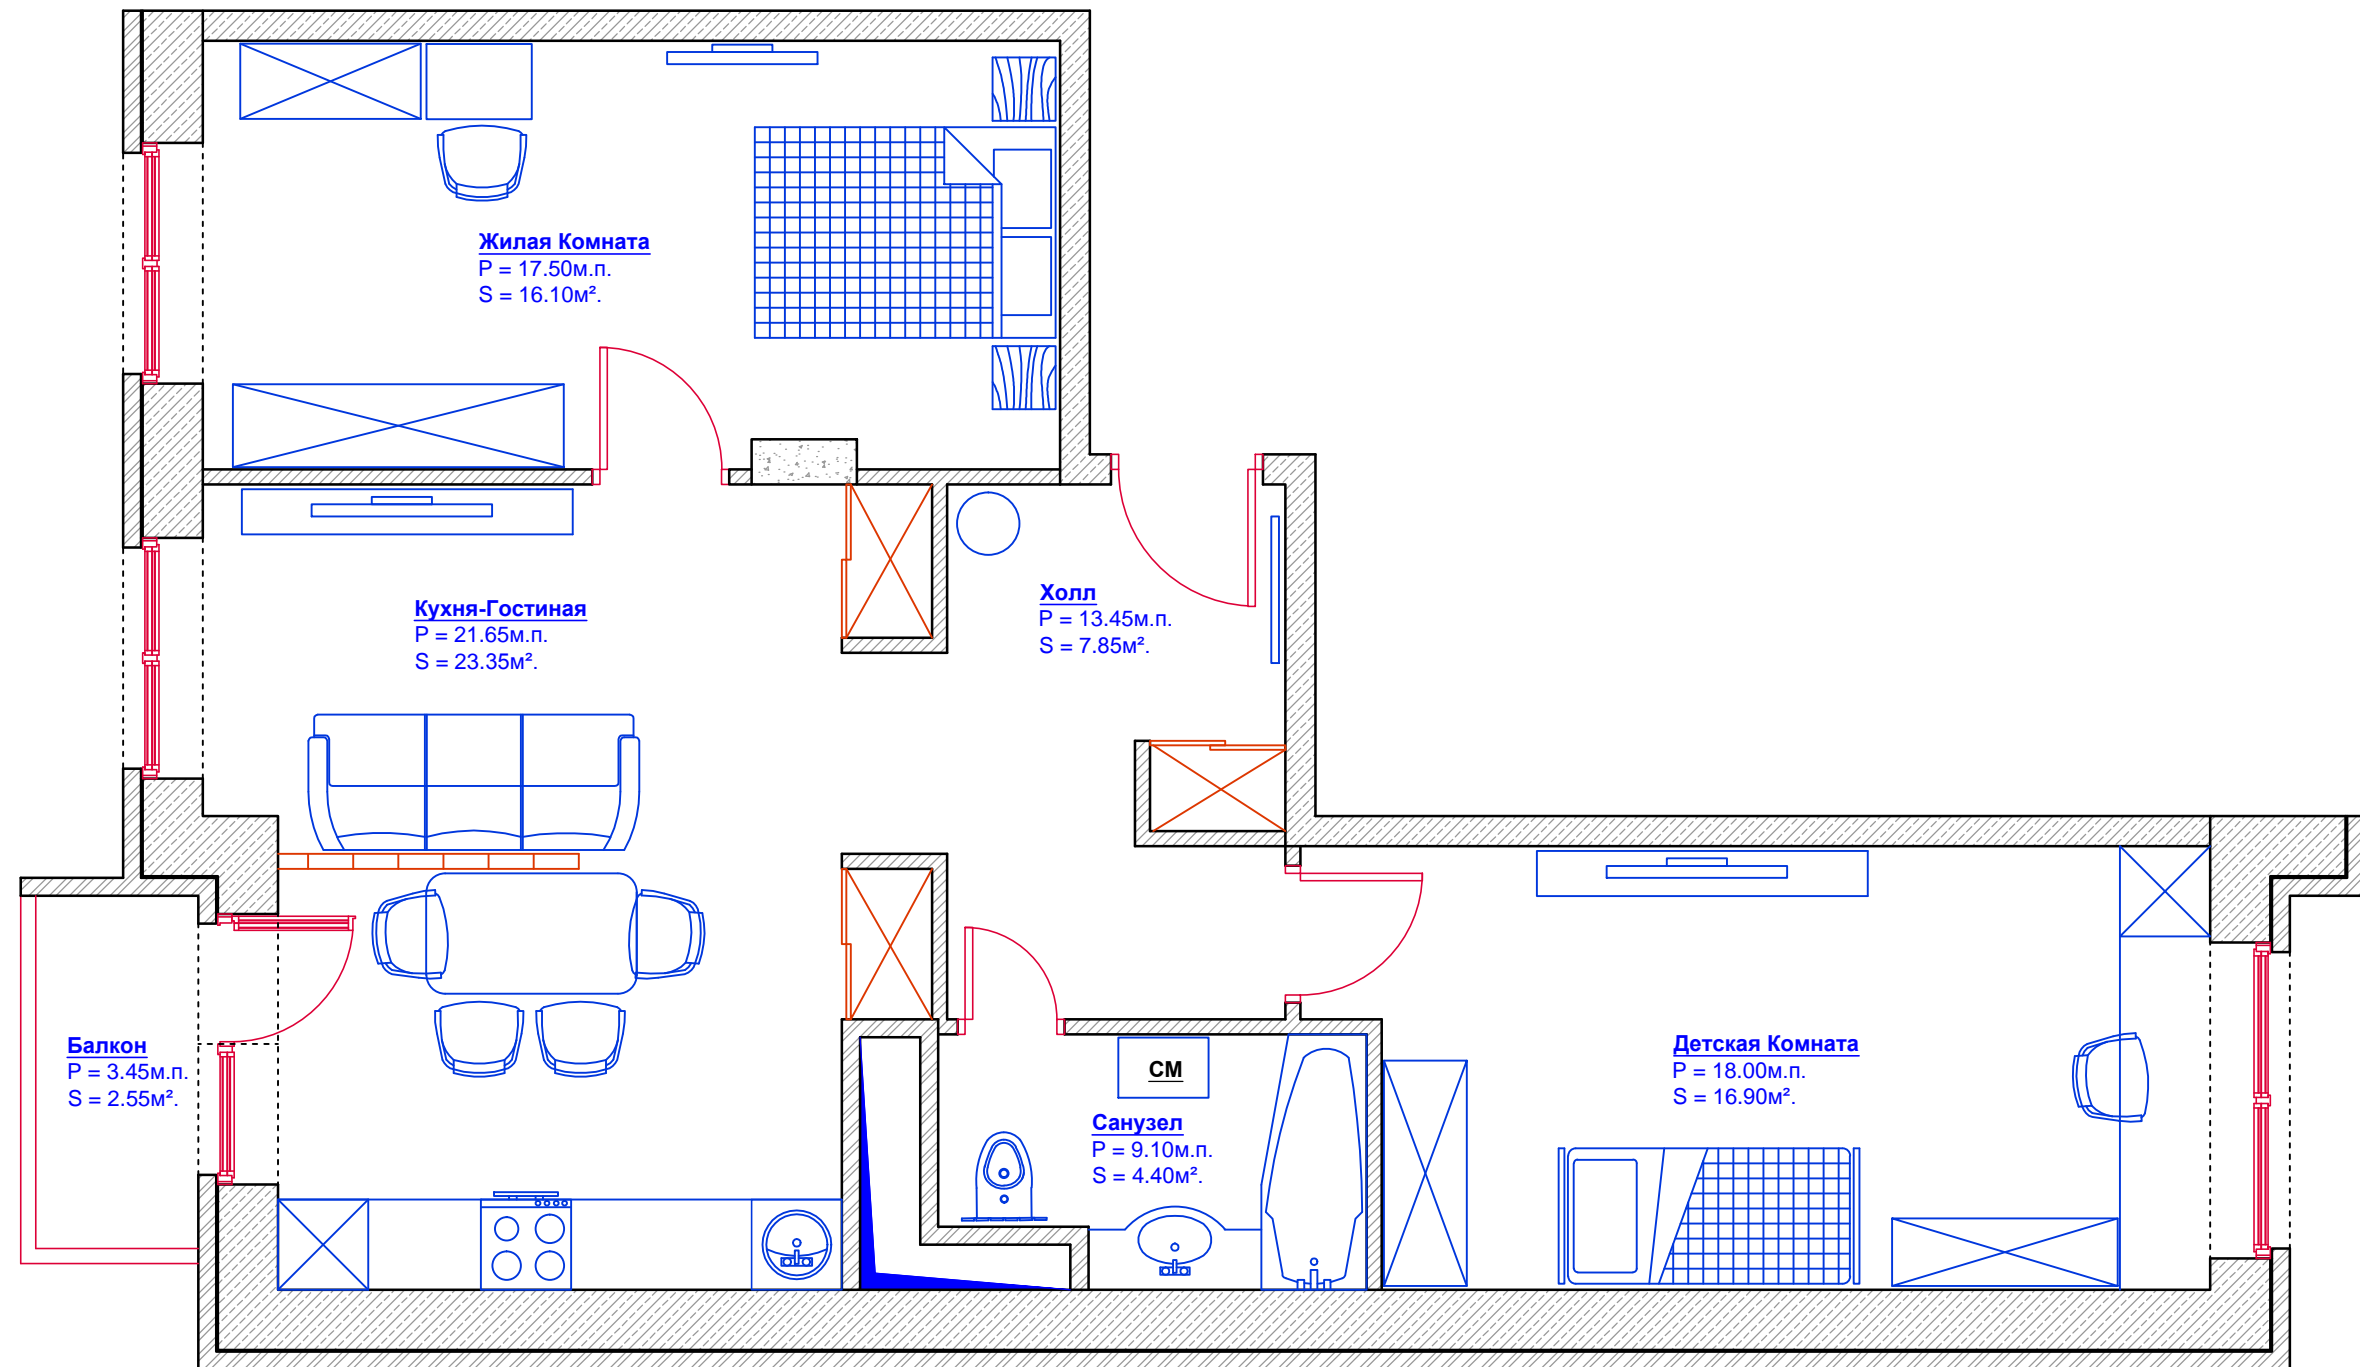 Жилая Комната
P = 17.50м.п.
S = 16.10м².
Кухня-Гостиная
P = 21.65м.п.
S = 23.35м².
Холл
P = 13.45м.п.
S = 7.85м².
Балкон
P = 3.45м.п.
S = 2.55м².
СМ
Санузел
P = 9.10м.п.
S = 4.40м².
Детская Комната
P = 18.00м.п.
S = 16.90м².